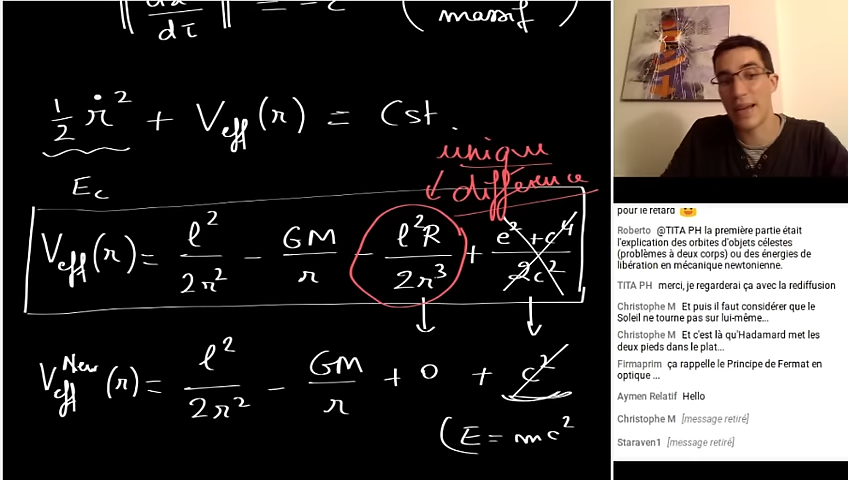 || dx/dτ || = -c ( massif )
½ ṙ² + V_eff(r) = Cst.
E_c
unique
différence
V_eff(r) = ℓ²/2r² - GM/r - ℓ²R/2r³ + e²+c⁴/2c²
V_eff^New(r) = ℓ²/2r² - GM/r + 0 + c²
(E = mc²
pour le retard 😀
Roberto @TITA PH la première partie était
l'explication des orbites d'objets célestes
(problèmes à deux corps) ou des énergies de
libération en mécanique newtonienne.
TITA PH merci, je regarderai ça avec la rediffusion
Christophe M Et puis il faut considérer que le
Soleil ne tourne pas sur lui-même...
Christophe M Et c'est là qu'Hadamard met les
deux pieds dans le plat...
Firmaprim ça rappelle le Principe de Fermat en
optique ...
Aymen Relatif Hello
Christophe M [message retiré]
Staraven1 [message retiré]